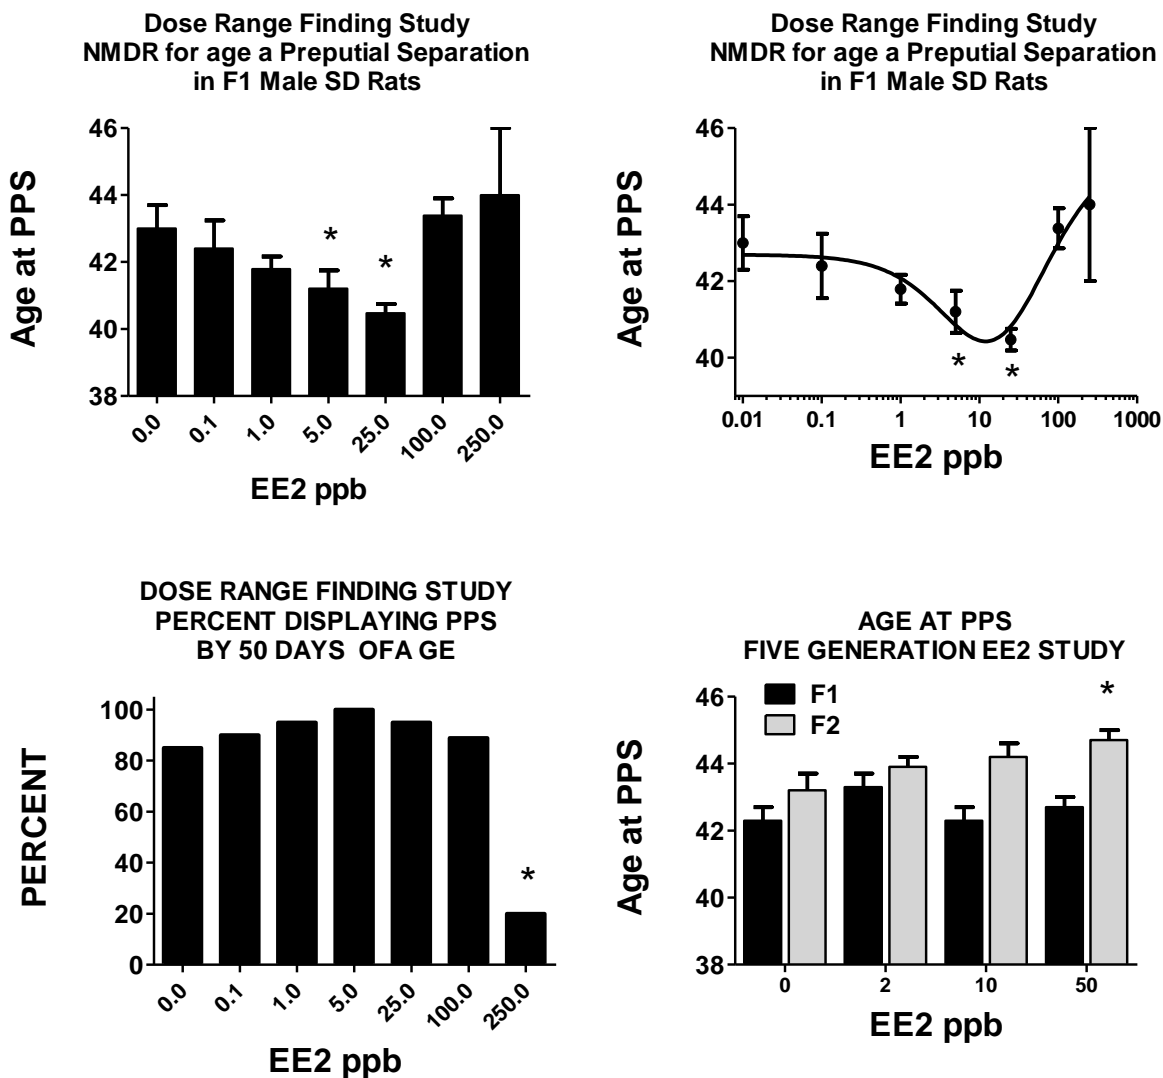 Dose Range Finding Study
NMDR for age a Preputial Separation
in F1 Male SD Rats
46
44
42
40
38
Age at PPS
*
*
0.0
0.1
1.0
5.0
25.0
100.0
250.0
EE2 ppb
Dose Range Finding Study
NMDR for age a Preputial Separation
in F1 Male SD Rats
46
44
42
40
Age at PPS
*
*
0.01
0.1
1
10
100
1000
EE2 ppb
DOSE RANGE FINDING STUDY
PERCENT DISPLAYING PPS
BY 50 DAYS OFA GE
100
80
60
40
20
0
PERCENT
*
0.0
0.1
1.0
5.0
25.0
100.0
250.0
EE2 ppb
AGE AT PPS
FIVE GENERATION EE2 STUDY
46
44
42
40
38
Age at PPS
F1
F2
*
0
2
10
50
EE2 ppb